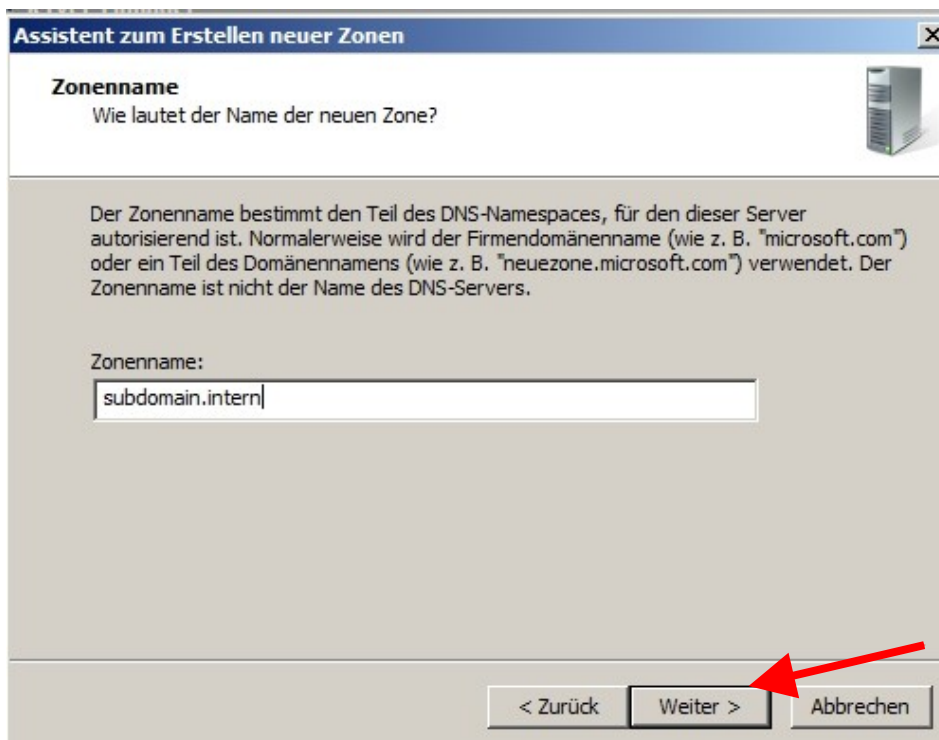 Assistent zum Erstellen neuer Zonen
Zonenname
Wie lautet der Name der neuen Zone?
Der Zonenname bestimmt den Teil des DNS-Namespaces, für den dieser Server
autorisierend ist. Normalerweise wird der Firmendomänenname (wie z. B. "microsoft.com")
oder ein Teil des Domänennamens (wie z. B. "neuezone.microsoft.com") verwendet. Der
Zonenname ist nicht der Name des DNS-Servers.
Zonenname:
subdomain.intern
< Zurück Weiter > Abbrechen